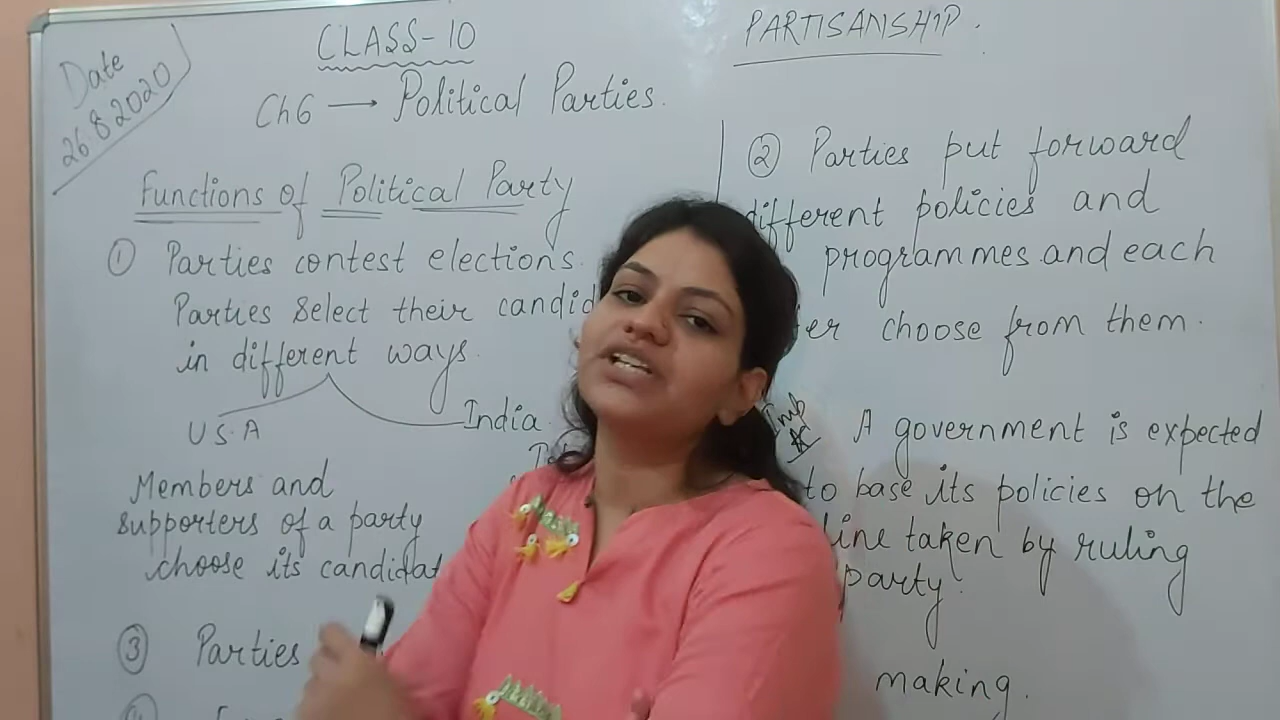 Date
26.8.2020
CLASS-10
Ch6 → Political Parties.
PARTISANSHIP.
Functions of Political Party
① Parties contest elections.
Parties select their candid
in different ways.
U.S.A
India
Members and
supporters of a party
choose its candidat
③ Parties
② Parties put forward
different policies and
programmes and each
choose from them.
Imp
A government is expected
to base its policies on the
line taken by ruling
party.
making.